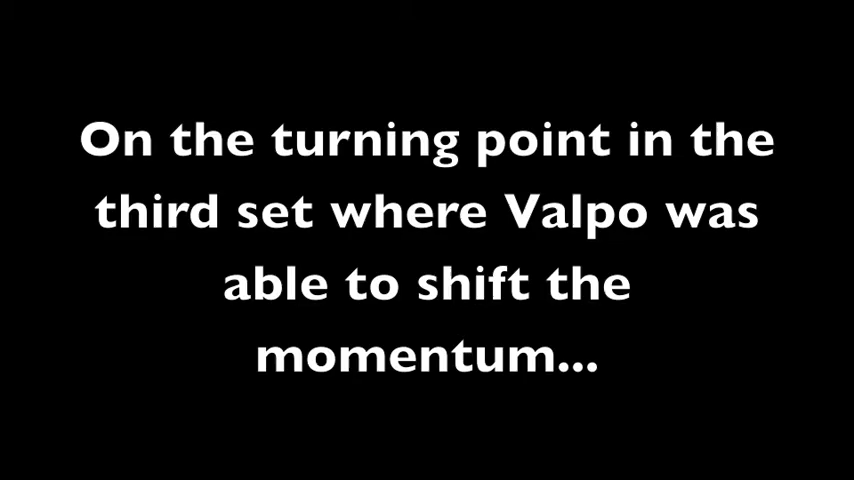 On the turning point in the
third set where Valpo was
able to shift the
momentum...